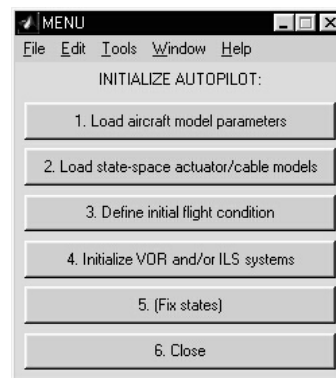 MENU
File Edit Tools Window Help
INITIALIZE AUTOPILOT:
1. Load aircraft model parameters
2. Load state-space actuator/cable models
3. Define initial flight condition
4. Initialize VOR and/or ILS systems
5. (Fix states)
6. Close